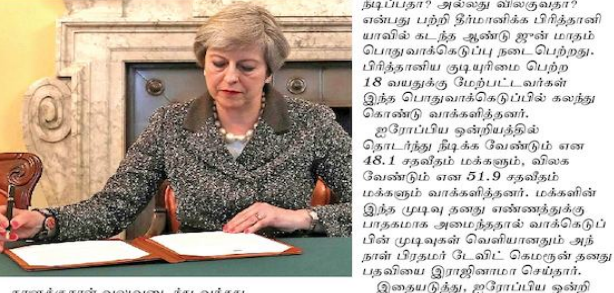 நீடிப்பதா? அல்லது விலகுவதா?
என்பது பற்றி தீர்மானிக்க பிரித்தானி
யாவில் கடந்த ஆண்டு ஜுன் மாதம்
பொதுவாக்கெடுப்பு நடைபெற்றது.
பிரித்தானிய குடியுரிமை பெற்ற
18 வயதுக்கு மேற்பட்டவர்கள்
இந்த பொதுவாக்கெடுப்பில் கலந்து
கொண்டு வாக்களித்தனர்.
ஐரோப்பிய ஒன்றியத்தில்
தொடர்ந்து நீடிக்க வேண்டும் என
48.1 சதவீதம் மக்களும், விலக
வேண்டும் என 51.9 சதவீதம்
மக்களும் வாக்களித்தனர். மக்களின்
இந்த முடிவு தனது எண்ணத்துக்கு
பாதகமாக அமைந்ததால் வாக்கெடுப்
பின் முடிவுகள் வெளியானதும் அந்
நாள் பிரதமர் டேவிட் கெமரூன் தனது
பதவியை இராஜினாமா செய்தார்.
இதையடுத்து, ஐரோப்பிய ஒன்றி